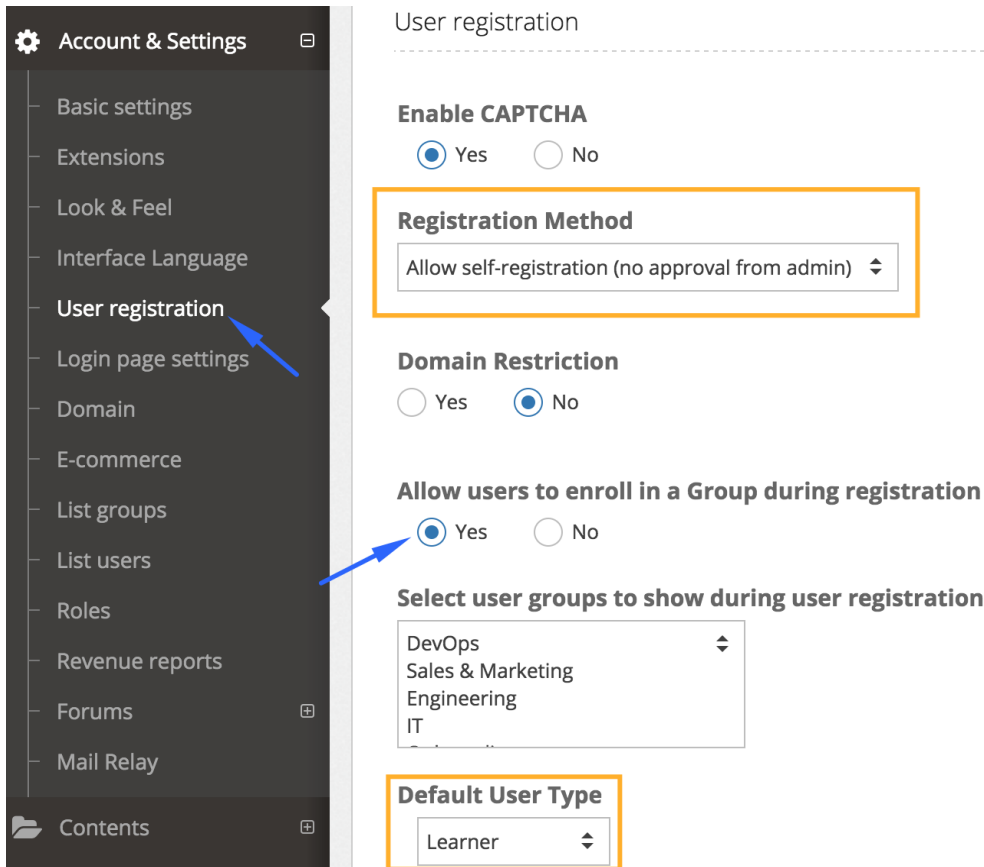 Account & Settings
Basic settings
Extensions
Look & Feel
Interface Language
User registration
Login page settings
Domain
E-commerce
List groups
List users
Roles
Revenue reports
Forums
Mail Relay
Contents
User registration
Enable CAPTCHA
Yes No
Registration Method
Allow self-registration (no approval from admin)
Domain Restriction
Yes No
Allow users to enroll in a Group during registration
Yes No
Select user groups to show during user registration
DevOps
Sales & Marketing
Engineering
IT
Default User Type
Learner